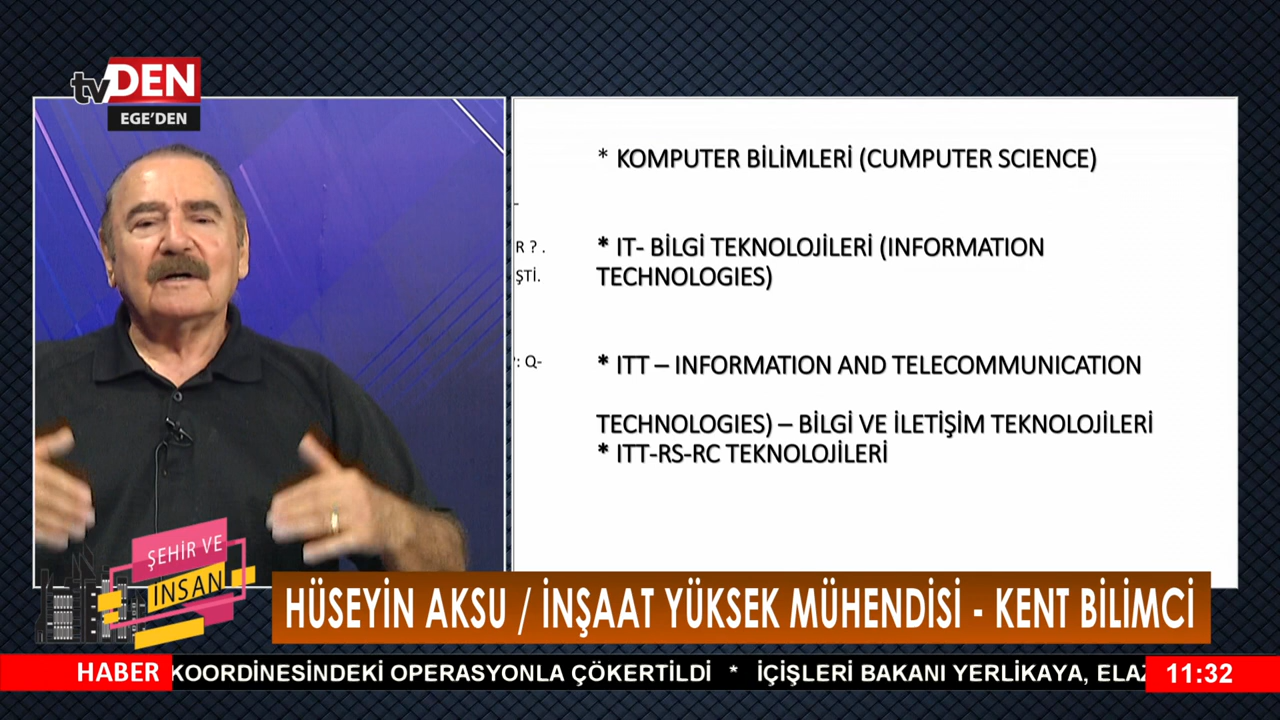 tvDEN
EGE'DEN
* KOMPUTER BİLİMLERİ (CUMPUTER SCIENCE)
R ? .
* IT- BİLGİ TEKNOLOJİLERİ (INFORMATION
ŞTİ.
TECHNOLOGIES)
: Q-
* ITT – INFORMATION AND TELECOMMUNICATION
TECHNOLOGIES) – BİLGİ VE İLETİŞİM TEKNOLOJİLERİ
* ITT-RS-RC TEKNOLOJİLERİ
ŞEHİR VE
İNSAN
HÜSEYİN AKSU / İNŞAAT YÜKSEK MÜHENDİSİ - KENT BİLİMCİ
HABER KOORDİNESİNDEKİ OPERASYONLA ÇÖKERTİLDİ * İÇİŞLERİ BAKANI YERLİKAYA, ELAZ 11:32